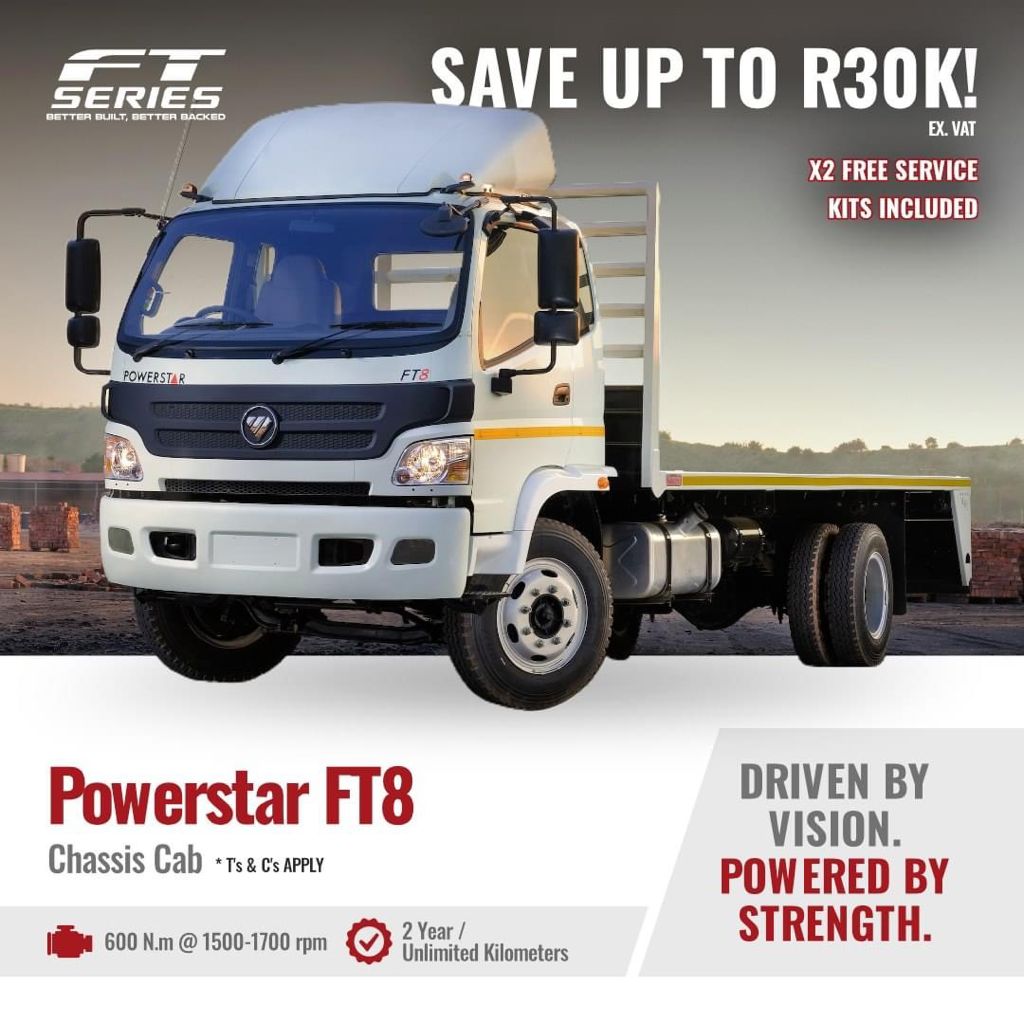 FT
SERIES
BETTER BUILT, BETTER BACKED
SAVE UP TO R30K!
EX. VAT
X2 FREE SERVICE
KITS INCLUDED
POWERSTAR
FT8
Powerstar FT8
Chassis Cab * T's & C's APPLY
600 N.m @ 1500-1700 rpm
2 Year /
Unlimited Kilometers
DRIVEN BY
VISION.
POWERED BY
STRENGTH.